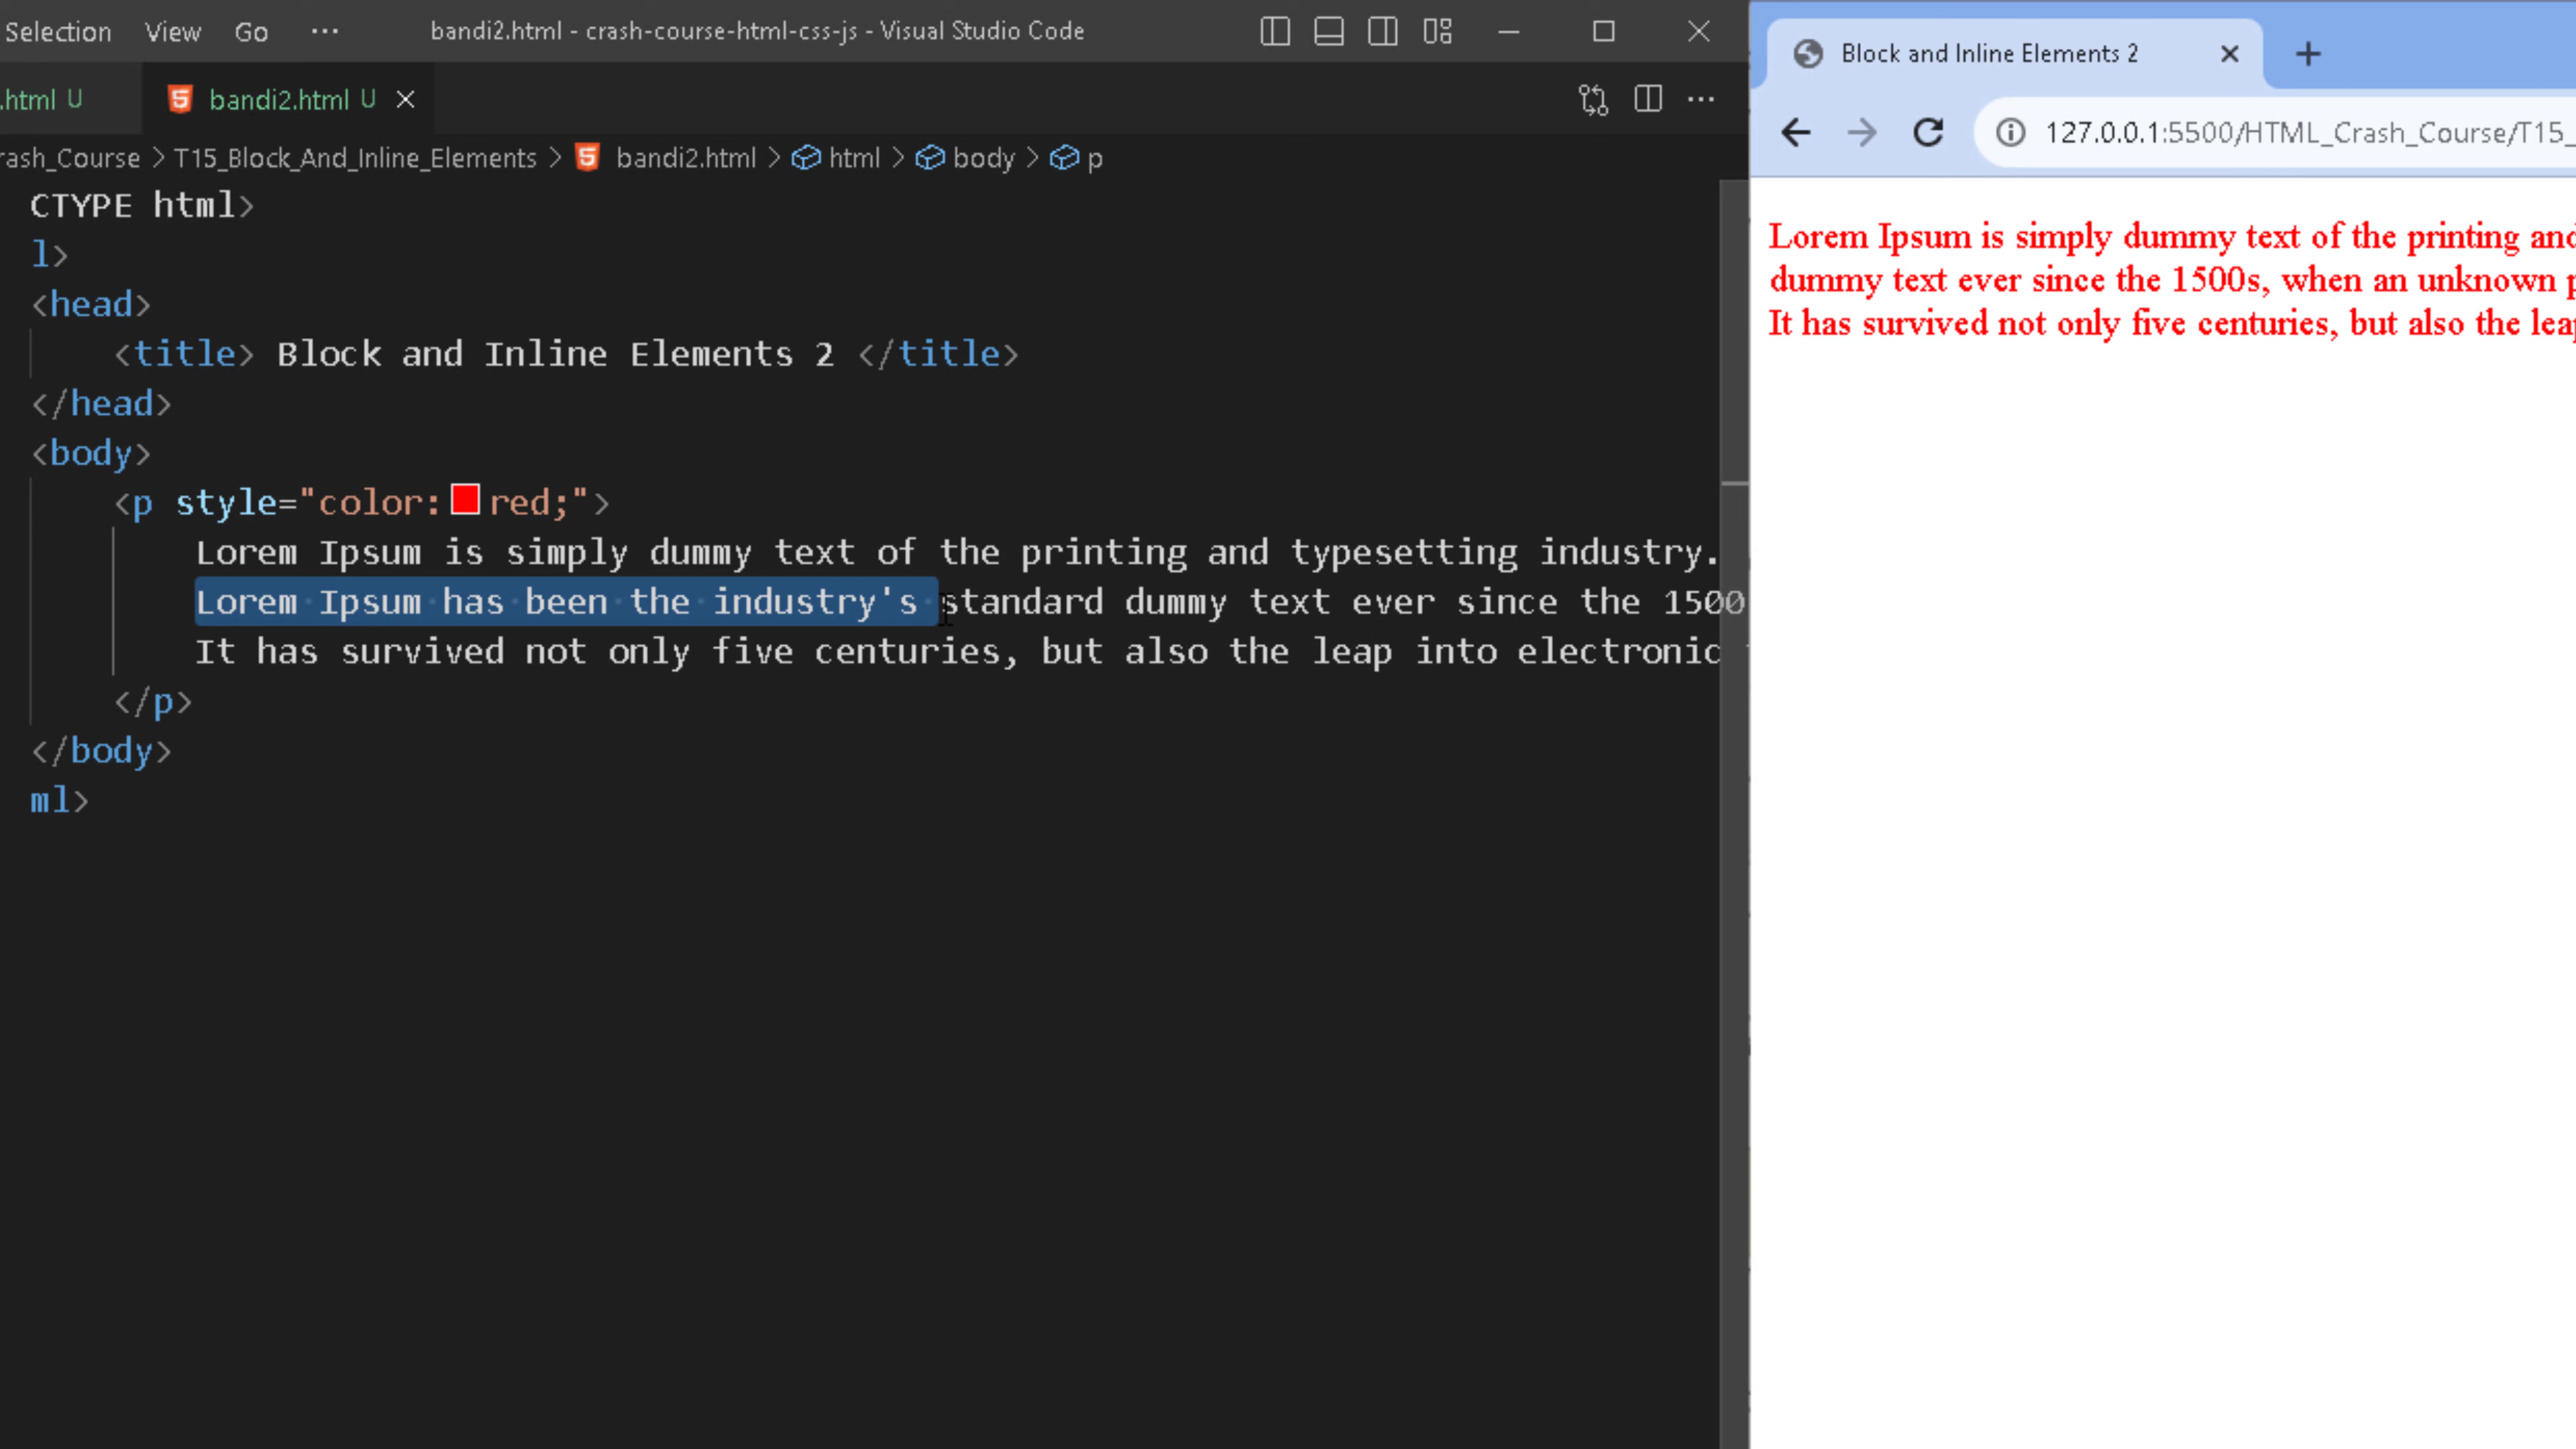 Selection View Go ··· bandi2.html - crash-course-html-css-js - Visual Studio Code
.html U bandi2.html U
rash_Course > T15_Block_And_Inline_Elements > bandi2.html > html > body > p
CTYPE html>
l>
<head>
<title> Block and Inline Elements 2 </title>
</head>
<body>
<p style="color: red;">
Lorem Ipsum is simply dummy text of the printing and typesetting industry.
Lorem Ipsum has been the industry's standard dummy text ever since the 1500
It has survived not only five centuries, but also the leap into electronic
</p>
</body>
ml>
Block and Inline Elements 2
127.0.0.1:5500/HTML_Crash_Course/T15_
Lorem Ipsum is simply dummy text of the printing and
dummy text ever since the 1500s, when an unknown p
It has survived not only five centuries, but also the leap